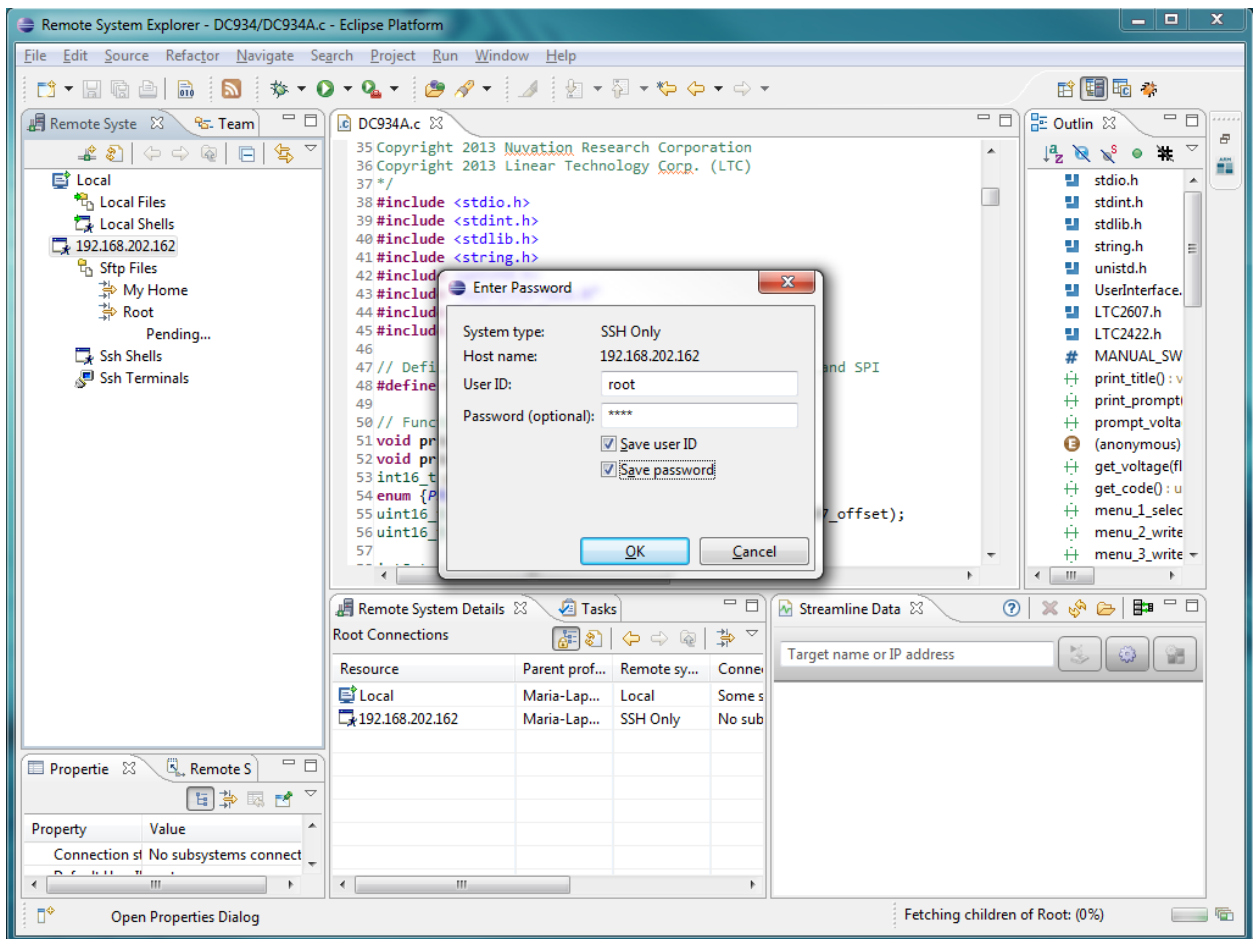 Remote System Explorer - DC934/DC934A.c - Eclipse Platform
File Edit Source Refactor Navigate Search Project Run Window Help
Remote Syste Team
Local
Local Files
Local Shells
192.168.202.162
Sftp Files
My Home
Root
Pending...
Ssh Shells
Ssh Terminals
DC934A.c
35 Copyright 2013 Nuvation Research Corporation
36 Copyright 2013 Linear Technology Corp. (LTC)
37 */
38 #include <stdio.h>
39 #include <stdint.h>
40 #include <stdlib.h>
41 #include <string.h>
42 #includ
43 #includ
44 #includ
45 #includ
46
47 // Defi and SPI
48 #define
49
50 // Func
51 void pr
52 void pr
53 int16_t
54 enum {P
55 uint16_ 7_offset);
56 uint16_
57
Enter Password
System type: SSH Only
Host name: 192.168.202.162
User ID: root
Password (optional): ****
Save user ID
Save password
OK Cancel
Outlin
stdio.h
stdint.h
stdlib.h
string.h
unistd.h
UserInterface.
LTC2607.h
LTC2422.h
MANUAL_SW
print_title() : v
print_prompt(
prompt_volta
(anonymous)
get_voltage(fl
get_code() : u
menu_1_selec
menu_2_write
menu_3_write
Remote System Details Tasks
Root Connections
Resource Parent prof... Remote sy... Conne
Local Maria-Lap... Local Some s
192.168.202.162 Maria-Lap... SSH Only No sub
Streamline Data
Target name or IP address
Propertie Remote S
Property Value
Connection st No subsystems connect
Open Properties Dialog
Fetching children of Root: (0%)